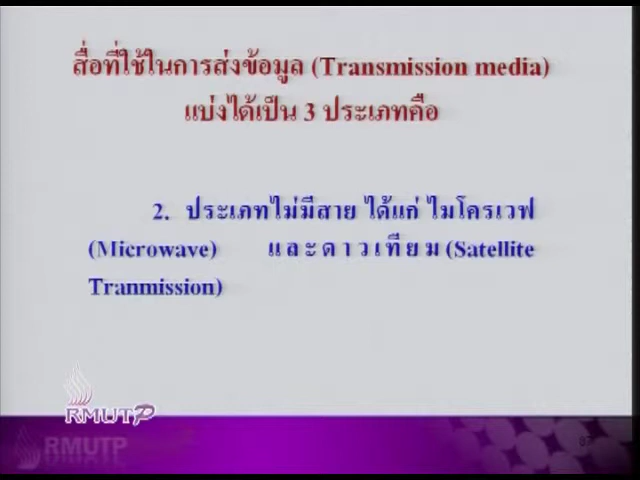 สื่อที่ใช้ในการส่งข้อมูล (Transmission media)
แบ่งได้เป็น 3 ประเภทคือ
2. ประเภทไม่มีสาย ได้แก่ ไมโครเวฟ
(Microwave) และดาวเทียม (Satellite
Tranmission)
RMUTP
RMUTP